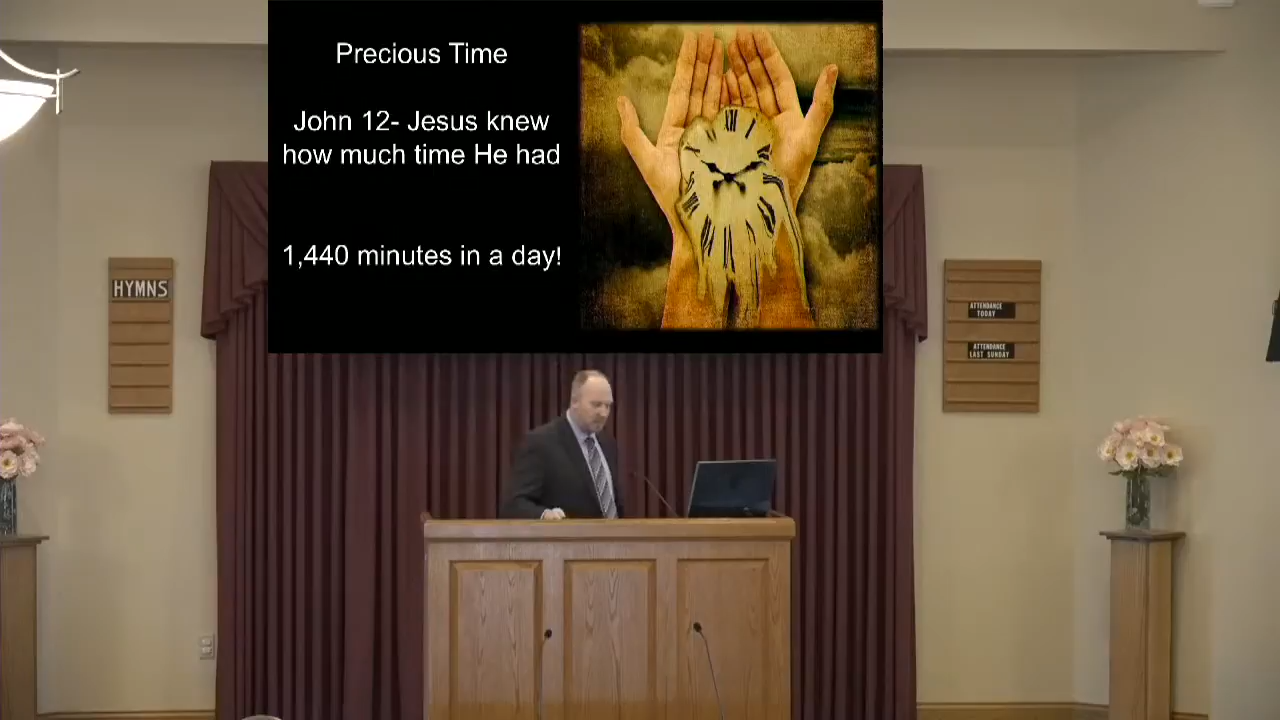 Precious Time
John 12- Jesus knew
how much time He had
1,440 minutes in a day!
HYMNS
ATTENDANCE
TODAY
ATTENDANCE
LAST SUNDAY